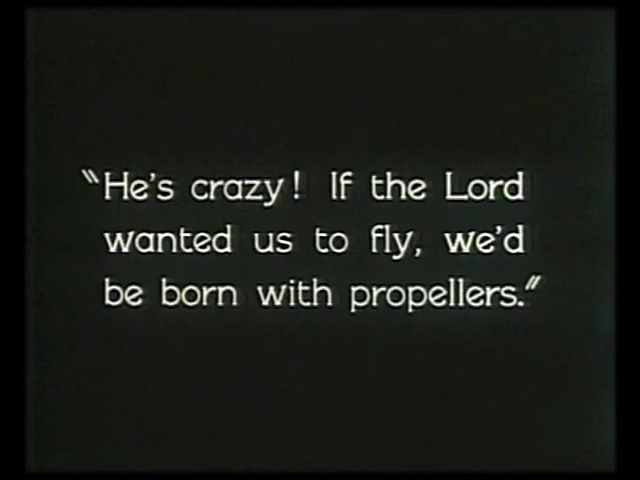 "He's crazy! If the Lord
wanted us to fly, we'd
be born with propellers."